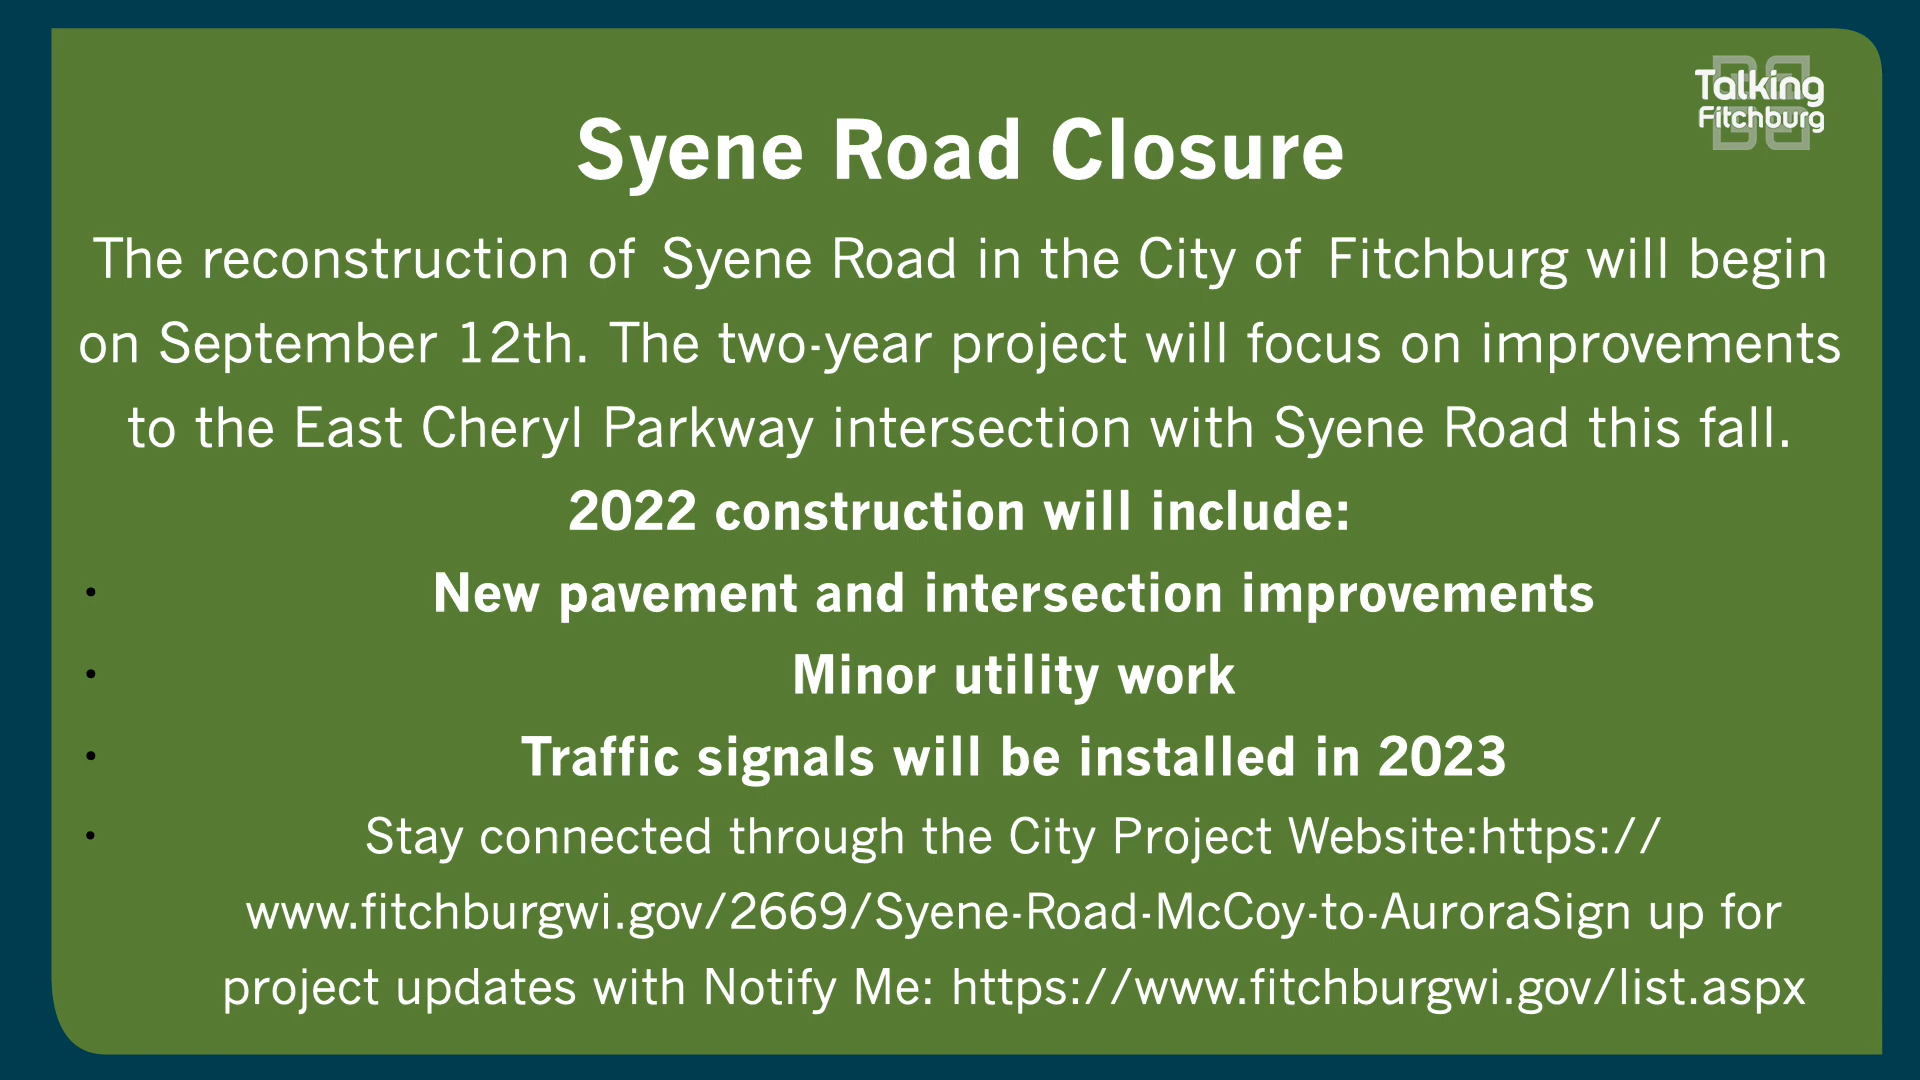 Talking
Fitchburg
Syene Road Closure
The reconstruction of Syene Road in the City of Fitchburg will begin
on September 12th. The two-year project will focus on improvements
to the East Cheryl Parkway intersection with Syene Road this fall.
2022 construction will include:
• New pavement and intersection improvements
• Minor utility work
• Traffic signals will be installed in 2023
• Stay connected through the City Project Website:https://
www.fitchburgwi.gov/2669/Syene-Road-McCoy-to-AuroraSign up for
project updates with Notify Me: https://www.fitchburgwi.gov/list.aspx